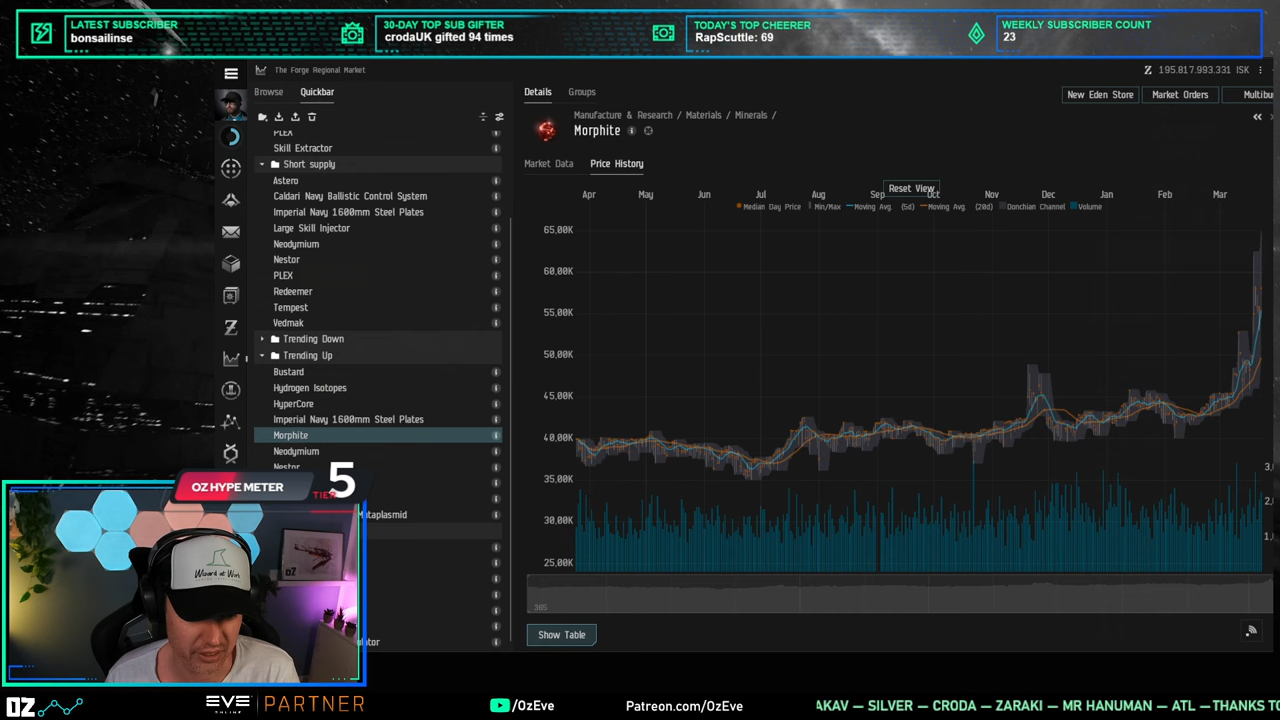 LATEST SUBSCRIBER
bonsailinse
30-DAY TOP SUB GIFTER
crodaUK gifted 94 times
TODAY'S TOP CHEERER
RapScuttle: 69
WEEKLY SUBSCRIBER COUNT
23
The Forge Regional Market
195.817.993.331 ISK
Browse
Quickbar
Details
Groups
New Eden Store
Market Orders
Manufacture & Research / Materials / Minerals /
Morphite
Market Data
Price History
Reset View
Apr
May
Jun
Jul
Aug
Sep
Oct
Nov
Dec
Jan
Feb
Mar
Median Day Price
Min/Max
Moving Avg. (5d)
Moving Avg. (20d)
Donchian Channel
Volume
65,00K
60,00K
55,00K
50,00K
45,00K
40,00K
35,00K
30,00K
25,00K
365
Show Table
PLEX
Skill Extractor
Short supply
Astero
Caldari Navy Ballistic Control System
Imperial Navy 1600mm Steel Plates
Large Skill Injector
Neodymium
Nestor
PLEX
Redeemer
Tempest
Vedmak
Trending Down
Trending Up
Bustard
Hydrogen Isotopes
HyperCore
Imperial Navy 1600mm Steel Plates
Morphite
Neodymium
Nestor
OZ HYPE METER
TIER 5
Wizard at Work
OZ
OZ
EVE ONLINE | PARTNER
/OzEve
Patreon.com/OzEve
— SILVER — CRODA — ZARAKI — MR HANUMAN — ATL —THANKS